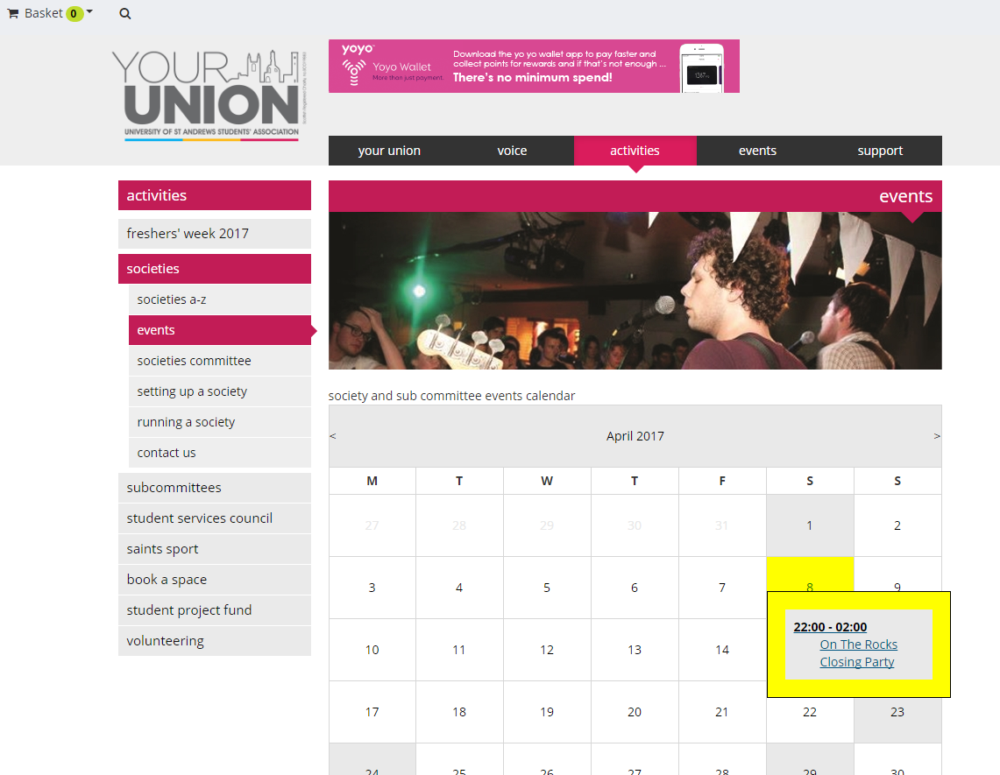 Basket 0
yoyo
Yoyo Wallet
More than just payment.
Download the yo yo wallet app to pay faster and
collect points for rewards and if that's not enough ...
There's no minimum spend!
YOUR
UNION
UNIVERSITY OF ST ANDREWS STUDENTS' ASSOCIATION
your union voice activities events support
activities
freshers' week 2017
societies
societies a-z
events
societies committee
setting up a society
running a society
contact us
subcommittees
student services council
saints sport
book a space
student project fund
volunteering
events
society and sub committee events calendar
< April 2017 >
M T W T F S S
27 28 29 30 31 1 2
3 4 5 6 7 8 9
10 11 12 13 14
22:00 - 02:00
On The Rocks
Closing Party
17 18 19 20 21 22 23
24 25 26 27 28 29 30